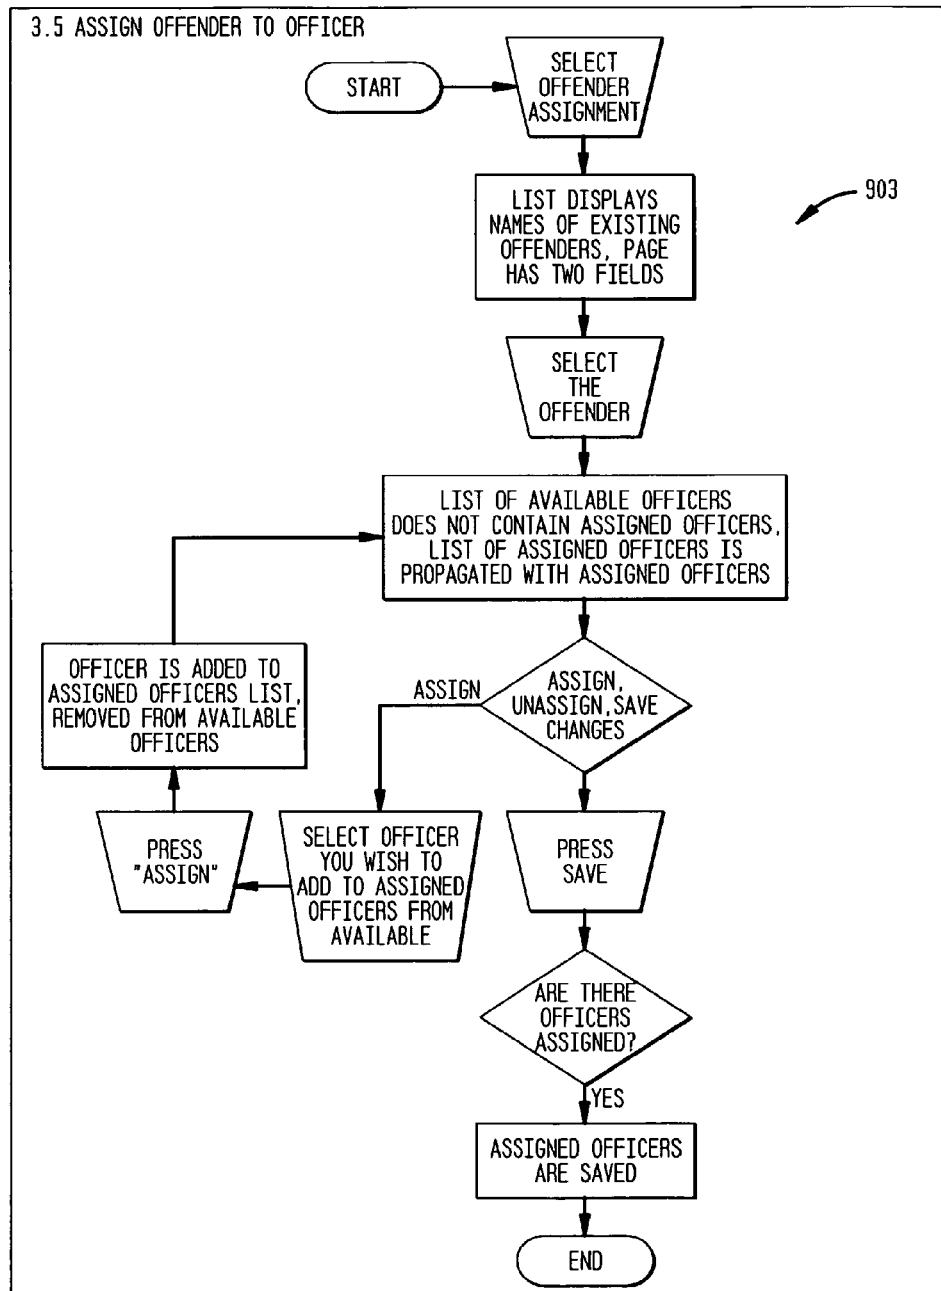 3.5 ASSIGN OFFENDER TO OFFICER
START
SELECT
OFFENDER
ASSIGNMENT
LIST DISPLAYS
NAMES OF EXISTING
OFFENDERS, PAGE
HAS TWO FIELDS
903
SELECT
THE
OFFENDER
LIST OF AVAILABLE OFFICERS
DOES NOT CONTAIN ASSIGNED OFFICERS,
LIST OF ASSIGNED OFFICERS IS
PROPAGATED WITH ASSIGNED OFFICERS
ASSIGN,
UNASSIGN, SAVE
CHANGES
ASSIGN
OFFICER IS ADDED TO
ASSIGNED OFFICERS LIST,
REMOVED FROM AVAILABLE
OFFICERS
PRESS
"ASSIGN"
SELECT OFFICER
YOU WISH TO
ADD TO ASSIGNED
OFFICERS FROM
AVAILABLE
PRESS
SAVE
ARE THERE
OFFICERS
ASSIGNED?
YES
ASSIGNED OFFICERS
ARE SAVED
END